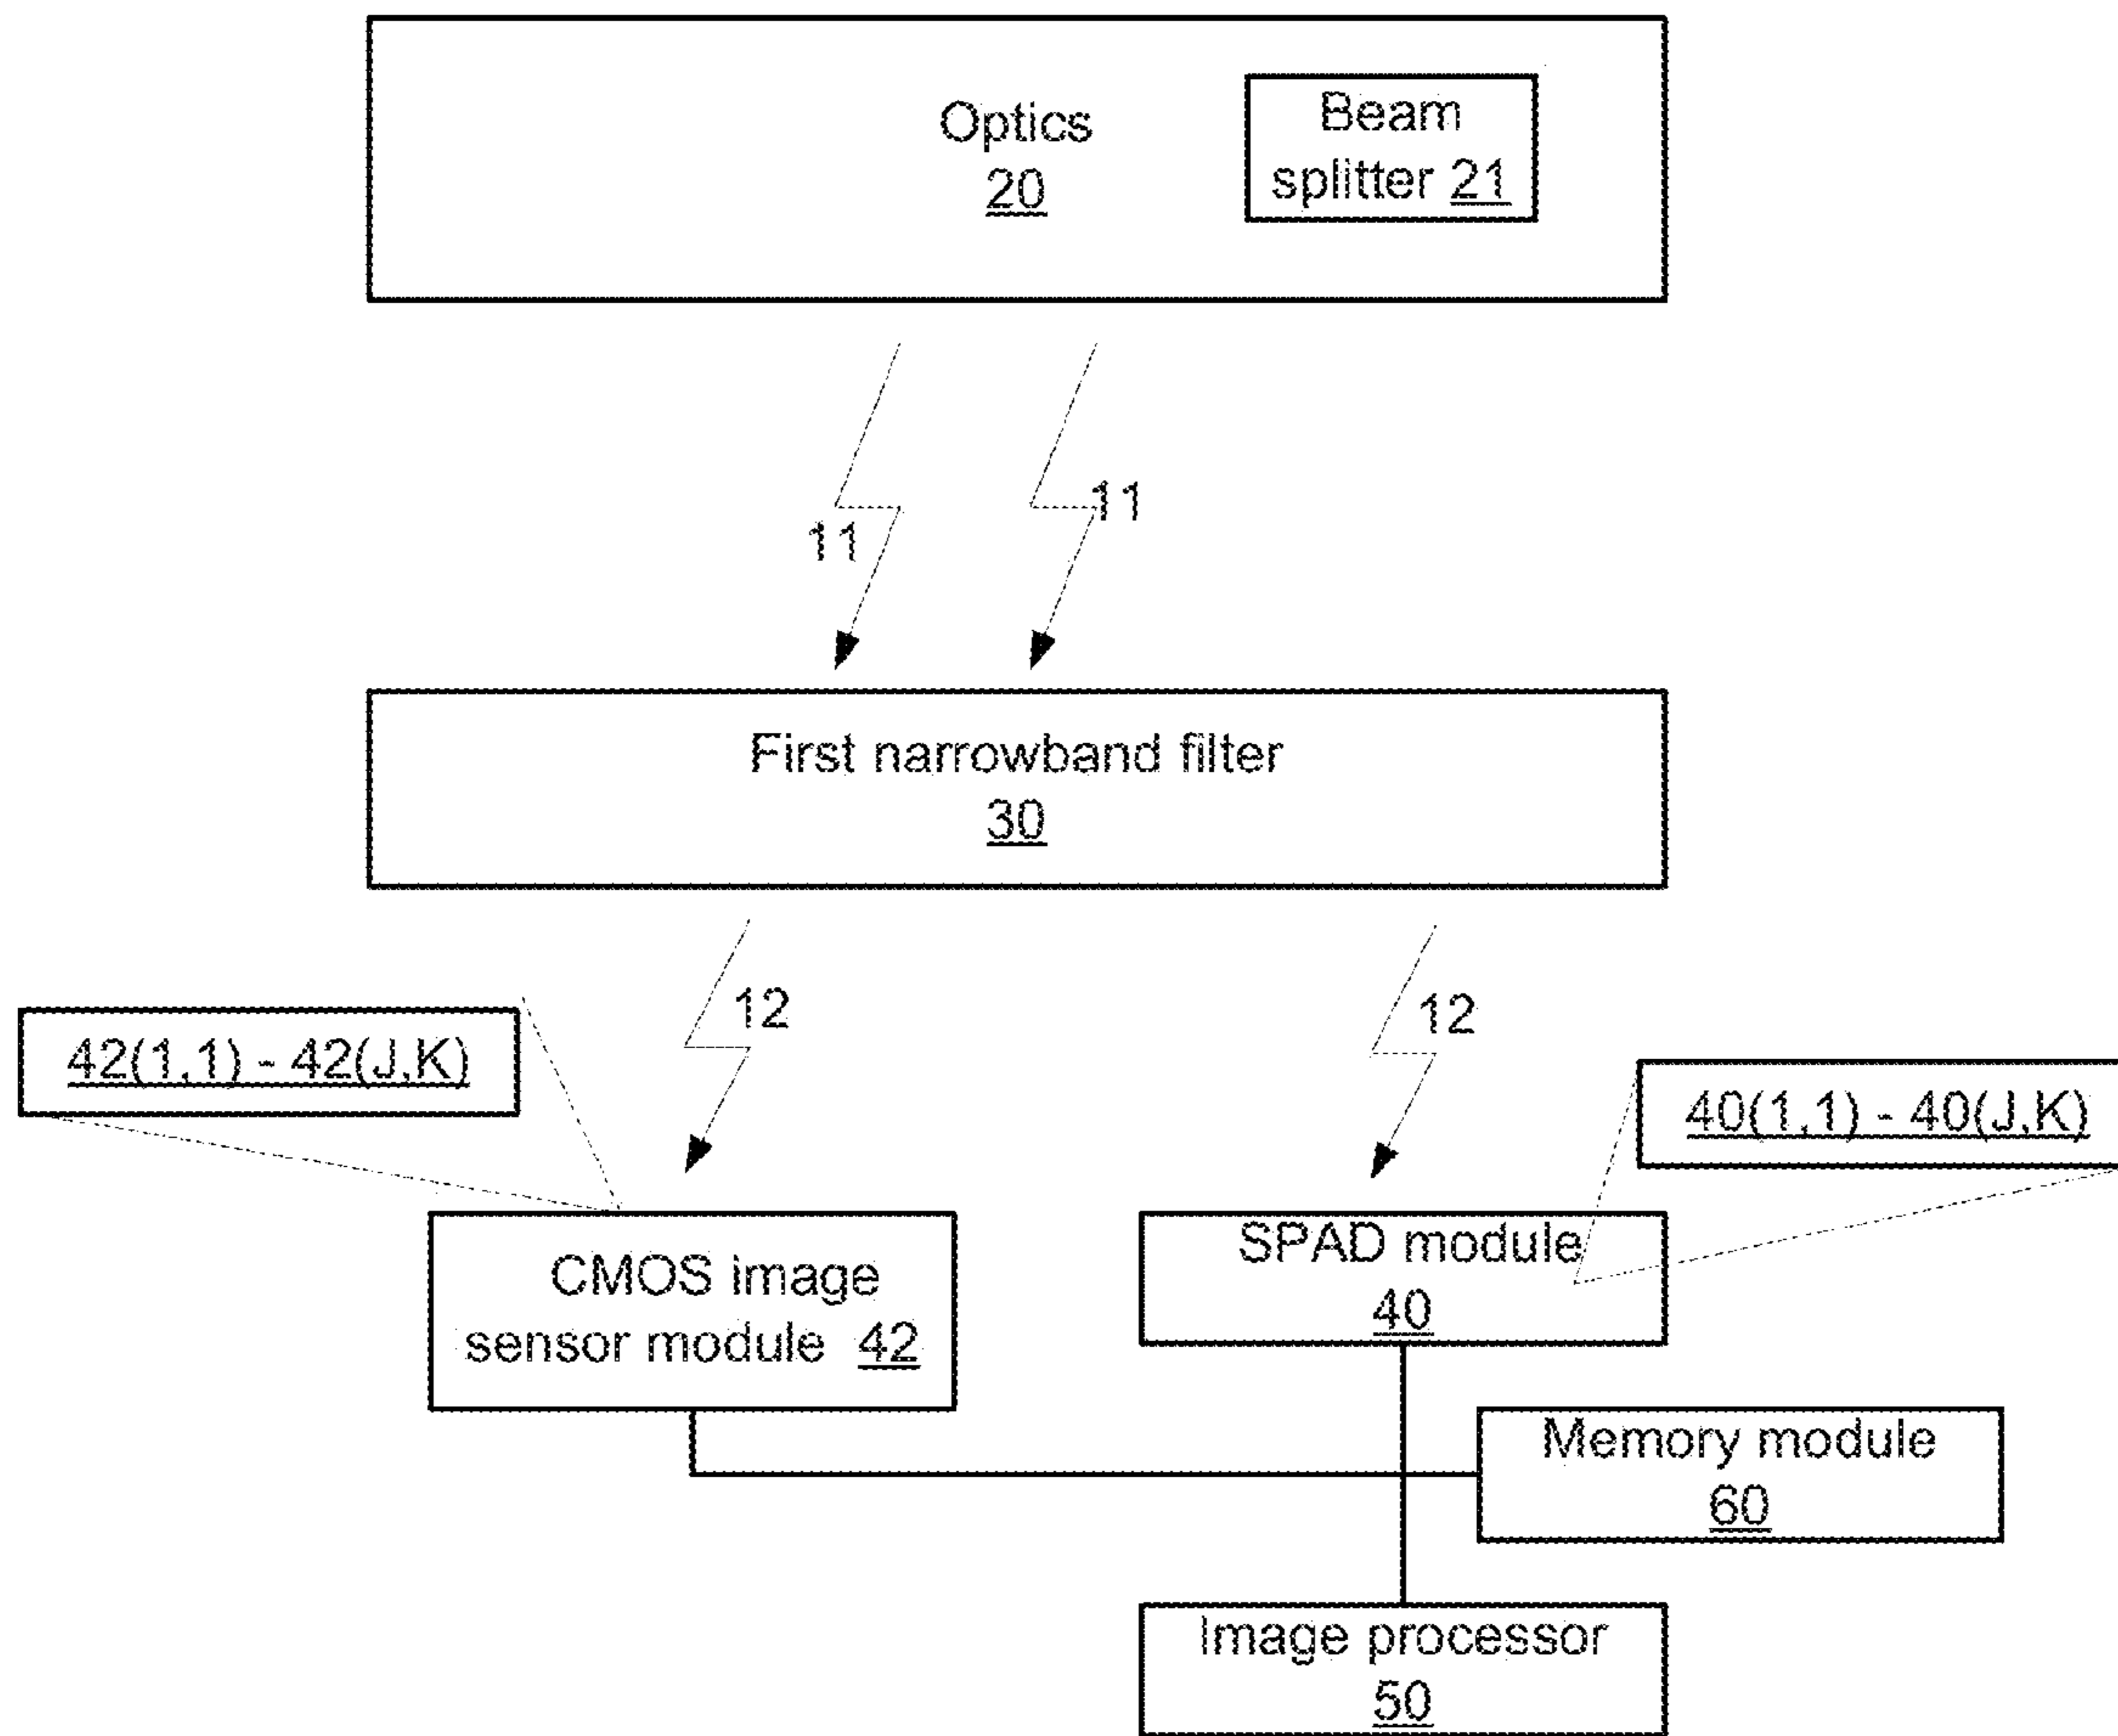 Optics
20
Beam
splitter 21
11
11
First narrowband filter
30
12
12
42(1,1) - 42(J,K)
40(1,1) - 40(J,K)
CMOS image
sensor module 42
SPAD module
40
Memory module
60
Image processor
50